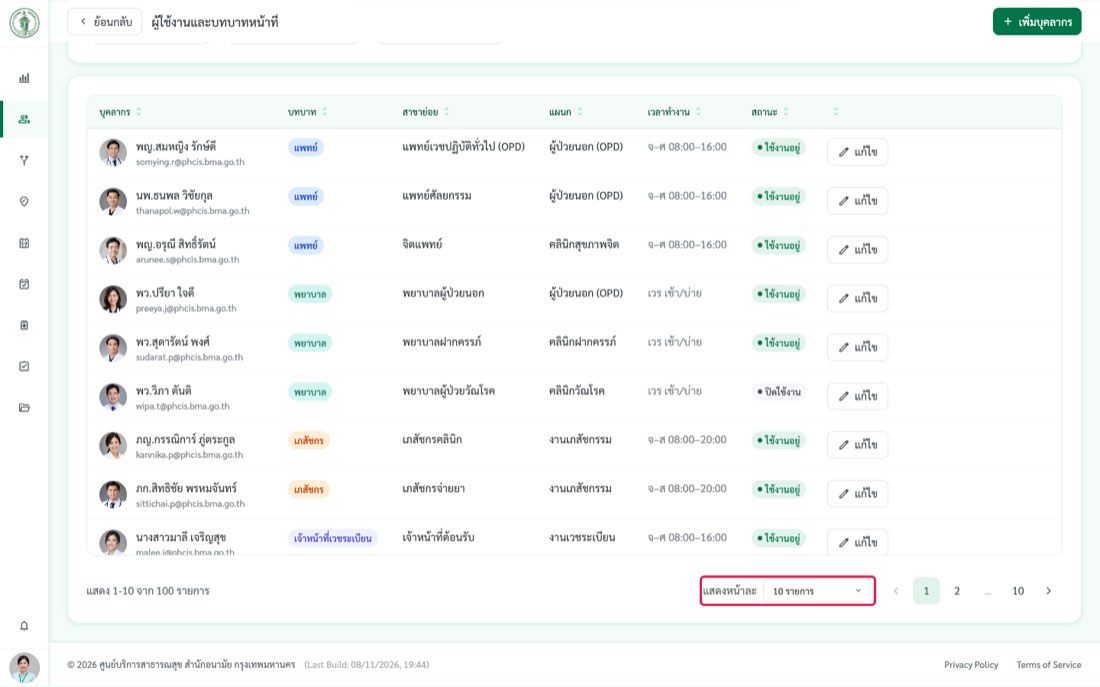 ย้อนกลับ ผู้ใช้งานและบทบาทหน้าที่ + เพิ่มบุคลากร
บุคลากร บทบาท สาขาย่อย แผนก เวลาทำงาน สถานะ
พญ.สมหญิง รักษ์ดี แพทย์ แพทย์เวชปฏิบัติทั่วไป (OPD) ผู้ป่วยนอก (OPD) จ–ศ 08:00–16:00 ใช้งานอยู่ แก้ไข
somying.r@phcis.bma.go.th
นพ.ธนพล วิชัยกุล แพทย์ แพทย์ศัลยกรรม ผู้ป่วยนอก (OPD) จ–ศ 08:00–16:00 ใช้งานอยู่ แก้ไข
thanapol.w@phcis.bma.go.th
พญ.อรุณี สิทธิ์รัตน์ แพทย์ จิตแพทย์ คลินิกสุขภาพจิต จ–ศ 08:00–16:00 ใช้งานอยู่ แก้ไข
arunee.s@phcis.bma.go.th
พว.ปรียา ใจดี พยาบาล พยาบาลผู้ป่วยนอก ผู้ป่วยนอก (OPD) เวร เช้า/บ่าย ใช้งานอยู่ แก้ไข
preeya.j@phcis.bma.go.th
พว.สุดารัตน์ พงศ์ พยาบาล พยาบาลฝากครรภ์ คลินิกฝากครรภ์ เวร เช้า/บ่าย ใช้งานอยู่ แก้ไข
sudarat.p@phcis.bma.go.th
พว.วิภา ตันติ พยาบาล พยาบาลผู้ป่วยวัณโรค คลินิกวัณโรค เวร เช้า/บ่าย ปิดใช้งาน แก้ไข
wipa.t@phcis.bma.go.th
ภญ.กรรณิการ์ ภู่ตระกูล เภสัชกร เภสัชกรคลินิก งานเภสัชกรรม จ–ส 08:00–20:00 ใช้งานอยู่ แก้ไข
kannika.p@phcis.bma.go.th
ภก.สิทธิชัย พรหมจันทร์ เภสัชกร เภสัชกรจ่ายยา งานเภสัชกรรม จ–ส 08:00–20:00 ใช้งานอยู่ แก้ไข
sittichai.p@phcis.bma.go.th
นางสาวมาลี เจริญสุข เจ้าหน้าที่เวชระเบียน เจ้าหน้าที่ต้อนรับ งานเวชระเบียน จ–ศ 08:00–16:00 ใช้งานอยู่ แก้ไข
malee.j@phcis.bma.go.th
แสดง 1-10 จาก 100 รายการ แสดงหน้าละ 10 รายการ 1 2 ... 10
© 2026 ศูนย์บริการสาธารณสุข สำนักอนามัย กรุงเทพมหานคร (Last Build: 08/11/2026, 19:44) Privacy Policy Terms of Service